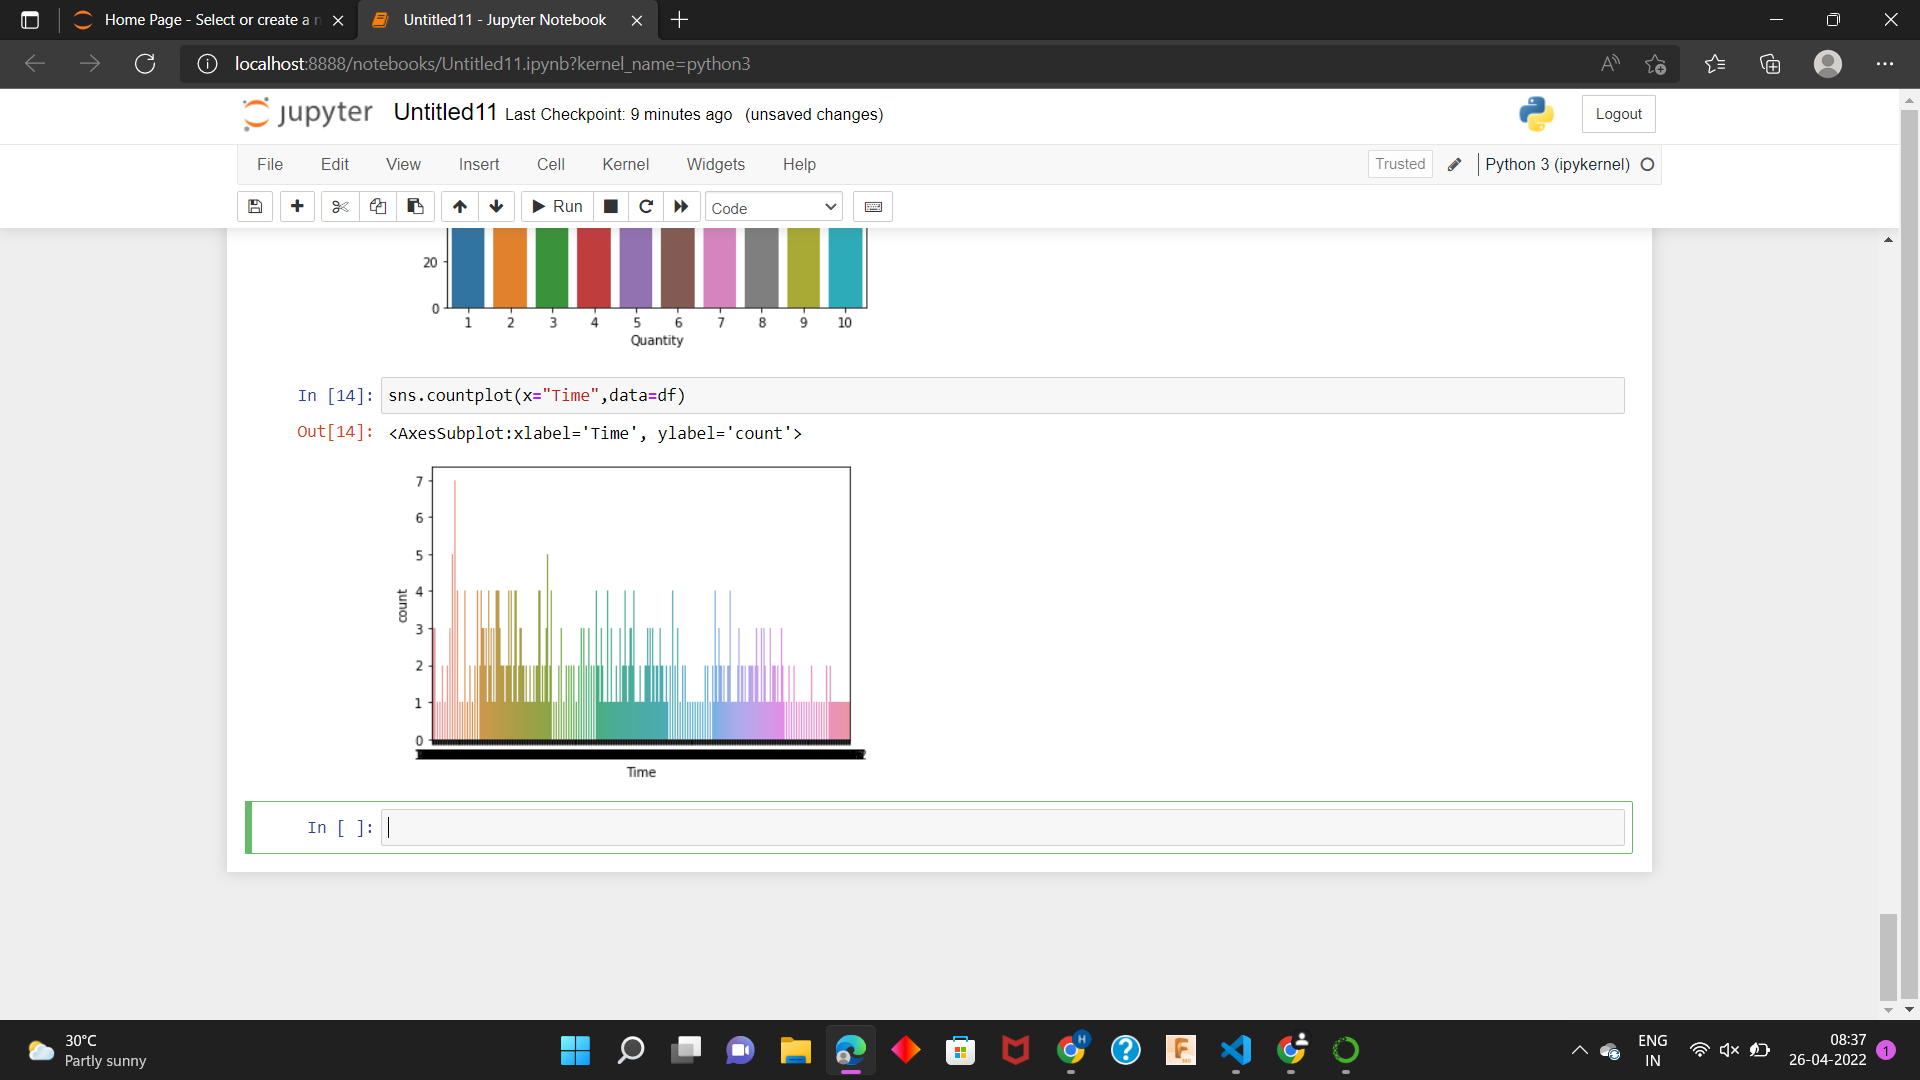 Home Page - Select or create a n
Untitled11 - Jupyter Notebook
localhost:8888/notebooks/Untitled11.ipynb?kernel_name=python3
jupyter Untitled11 Last Checkpoint: 9 minutes ago (unsaved changes)
Logout
File Edit View Insert Cell Kernel Widgets Help
Trusted Python 3 (ipykernel)
Run Code
20
0
1 2 3 4 5 6 7 8 9 10
Quantity
In [14]: sns.countplot(x="Time",data=df)
Out[14]: <AxesSubplot:xlabel='Time', ylabel='count'>
7
6
5
4
3
2
1
0
count
Time
In [ ]:
30°C
Partly sunny
H
F
ENG
IN
08:37
26-04-2022
1